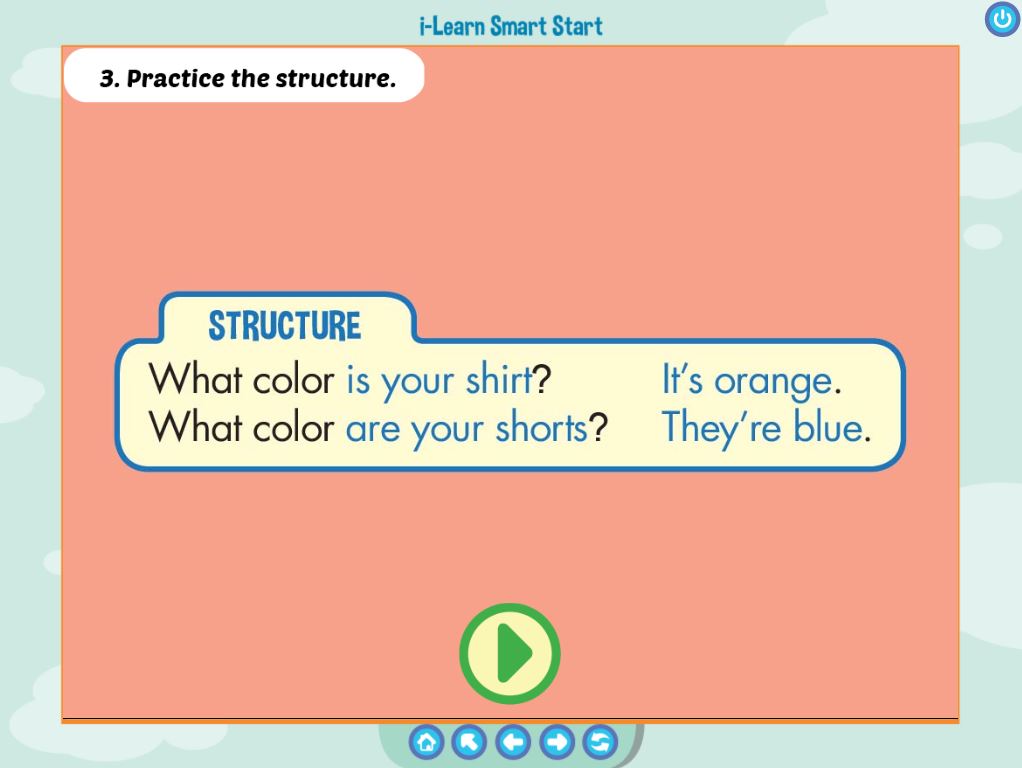 i-Learn Smart Start
3. Practice the structure.
STRUCTURE
What color is your shirt? It's orange.
What color are your shorts? They're blue.